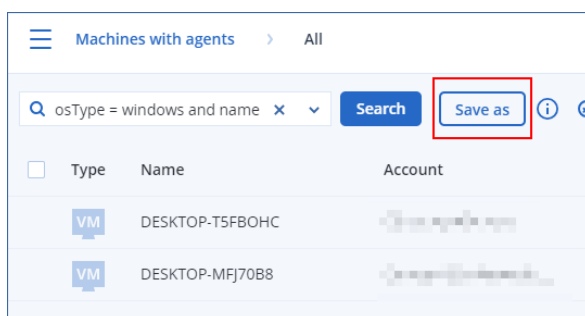 Machines with agents > All
osType = windows and name × Search Save as
Type Name Account
VM DESKTOP-T5FBOHC
VM DESKTOP-MFJ70B8